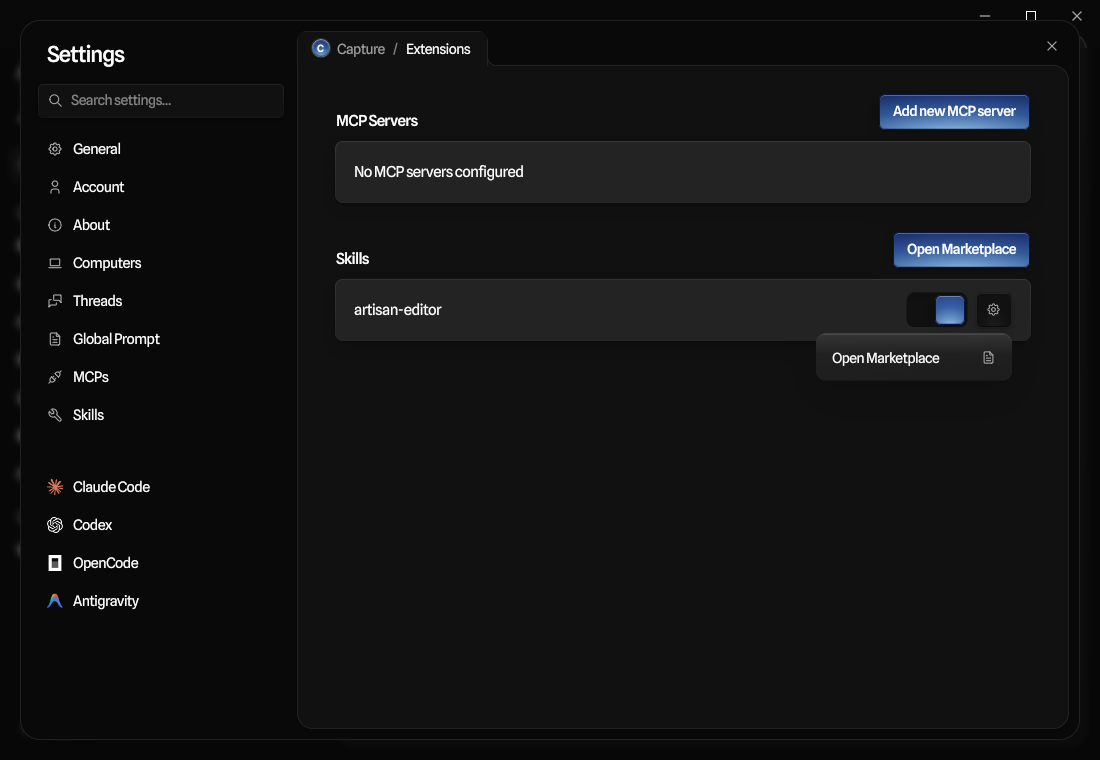 Settings
Search settings...
General
Account
About
Computers
Threads
Global Prompt
MCPs
Skills
Claude Code
Codex
OpenCode
Antigravity
C Capture / Extensions
MCP Servers
Add new MCP server
No MCP servers configured
Skills
Open Marketplace
artisan-editor
Open Marketplace